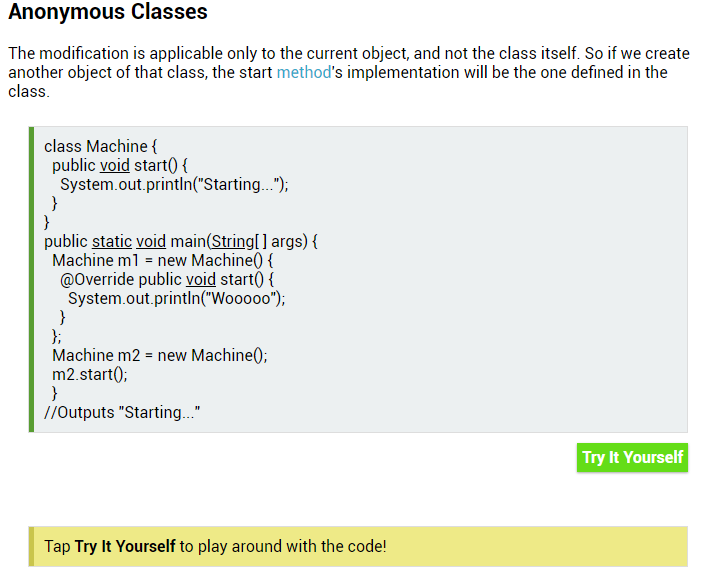 Anonymous Classes
The modification is applicable only to the current object, and not the class itself. So if we create
another object of that class, the start method's implementation will be the one defined in the
class.
class Machine {
public void start() {
System.out.println("Starting...");
}
}
public static void main(String[ ] args) {
Machine m1 = new Machine() {
@Override public void start() {
System.out.println("Wooooo");
}
};
Machine m2 = new Machine();
m2.start();
}
//Outputs "Starting..."
Try It Yourself
Tap Try It Yourself to play around with the code!